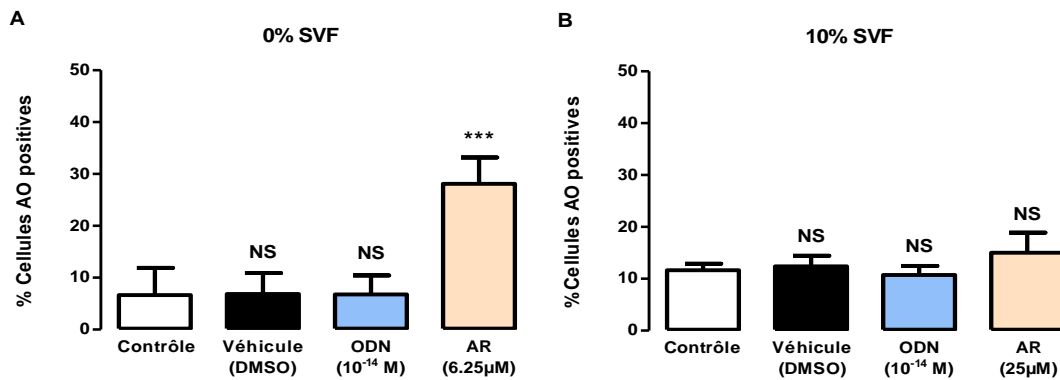 A
0% SVF
% Cellules AO positives
50
40
30
20
10
0
NS
NS
***
Contrôle
Véhicule
(DMSO)
ODN
(10⁻¹⁴ M)
AR
(6.25µM)
B
10% SVF
%Cellules AO positives
50
40
30
20
10
0
NS
NS
NS
Contrôle
Véhicule
(DMSO)
ODN
(10⁻¹⁴ M)
AR
(25µM)